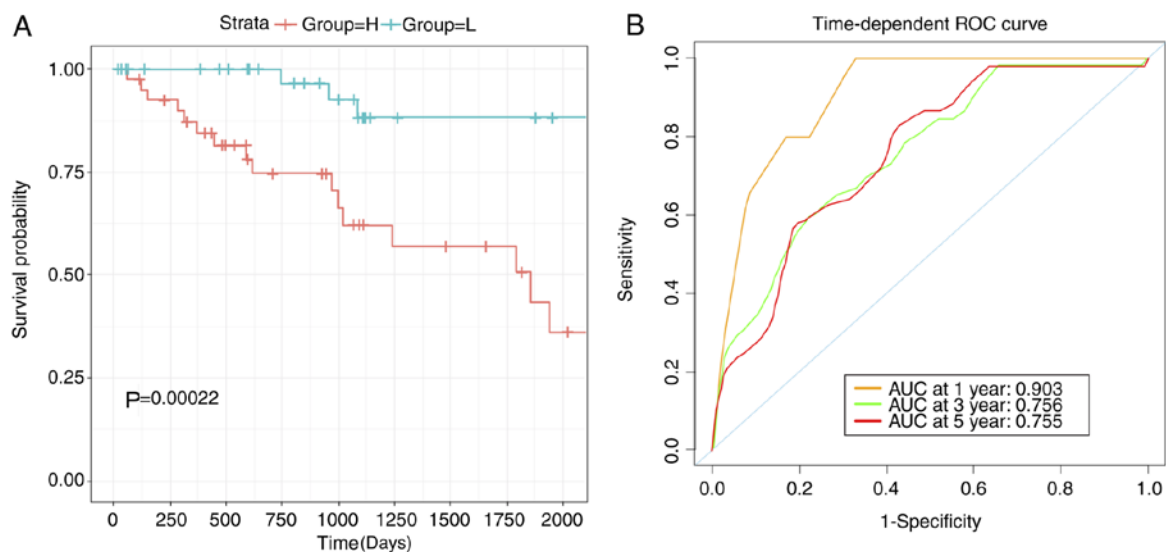 A
Strata Group=H Group=L
Survival probability
1.00
0.75
0.50
0.25
0.00
P=0.00022
0 250 500 750 1000 1250 1500 1750 2000
Time(Days)
B
Time-dependent ROC curve
Sensitivity
1.0
0.8
0.6
0.4
0.2
0.0
AUC at 1 year: 0.903
AUC at 3 year: 0.756
AUC at 5 year: 0.755
0.0 0.2 0.4 0.6 0.8 1.0
1-Specificity